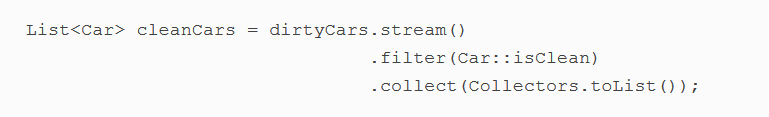 List<Car> cleanCars = dirtyCars.stream()
.filter(Car::isClean)
.collect(Collectors.toList());